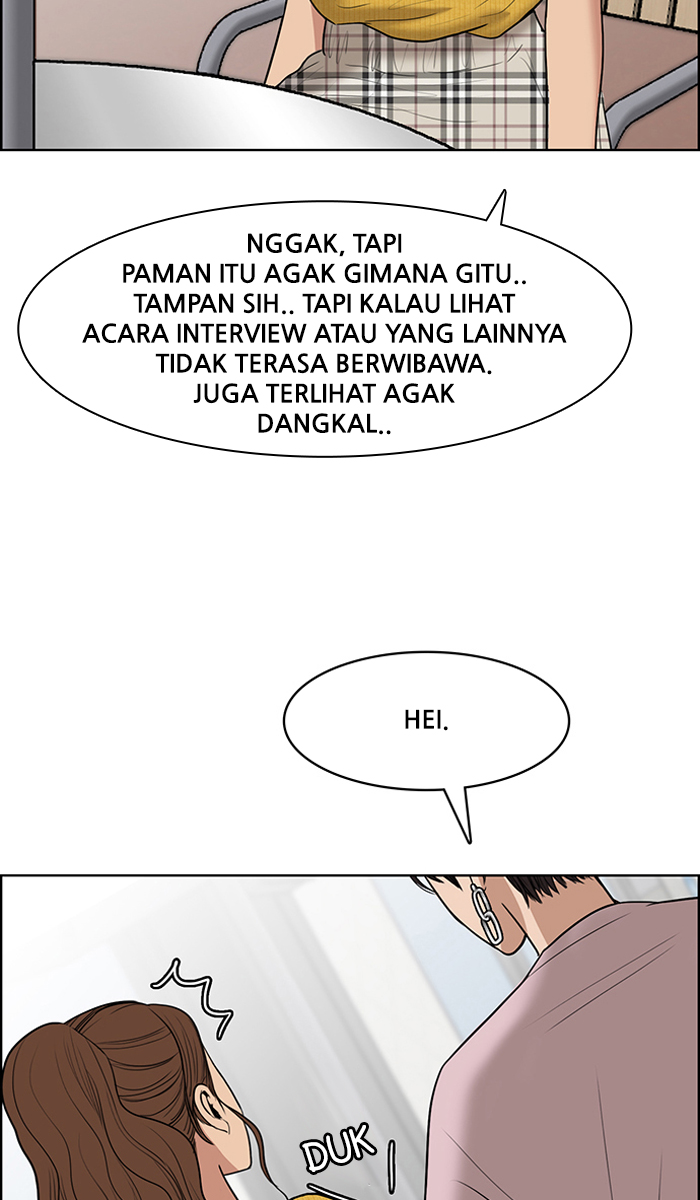 NGGAK, TAPI
PAMAN ITU AGAK GIMANA GITU..
TAMPAN SIH.. TAPI KALAU LIHAT
ACARA INTERVIEW ATAU YANG LAINNYA
TIDAK TERASA BERWIBAWA.
JUGA TERLIHAT AGAK
DANGKAL..
HEI.
DUK